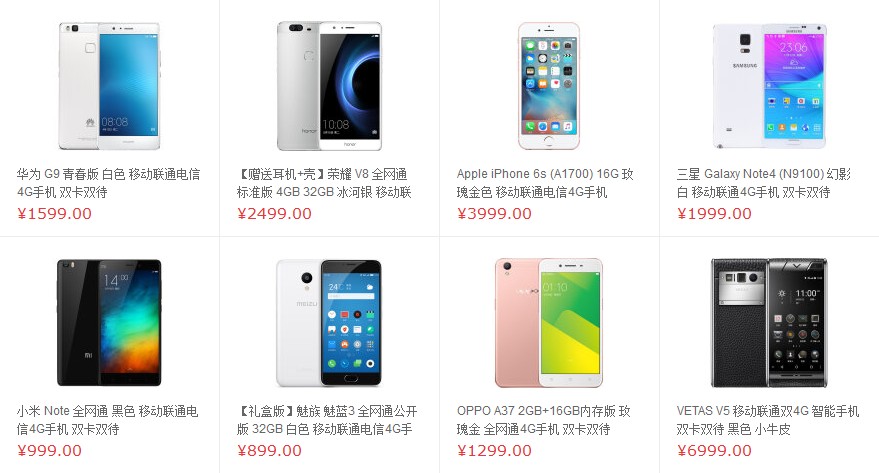 HUAWEI
08:08
honor
10:08
honor
SAMSUNG
23:06
华为 G9 青春版 白色 移动联通电信
4G手机 双卡双待
¥1599.00
【赠送耳机+壳】荣耀 V8 全网通
标准版 4GB 32GB 冰河银 移动联
¥2499.00
Apple iPhone 6s (A1700) 16G 玫
瑰金色 移动联通电信4G手机
¥3999.00
三星 Galaxy Note4 (N9100) 幻影
白 移动联通4G手机 双卡双待
¥1999.00
mi
14:00
MEIZU
24°
OPPO
01:10
11:00
小米 Note 全网通 黑色 移动联通电
信4G手机 双卡双待
¥999.00
【礼盒版】魅族 魅蓝3 全网通公开
版 32GB 白色 移动联通电信4G手
¥899.00
OPPO A37 2GB+16GB内存版 玫
瑰金 全网通4G手机 双卡双待
¥1299.00
VETAS V5 移动联通双4G 智能手机
双卡双待 黑色 小牛皮
¥6999.00